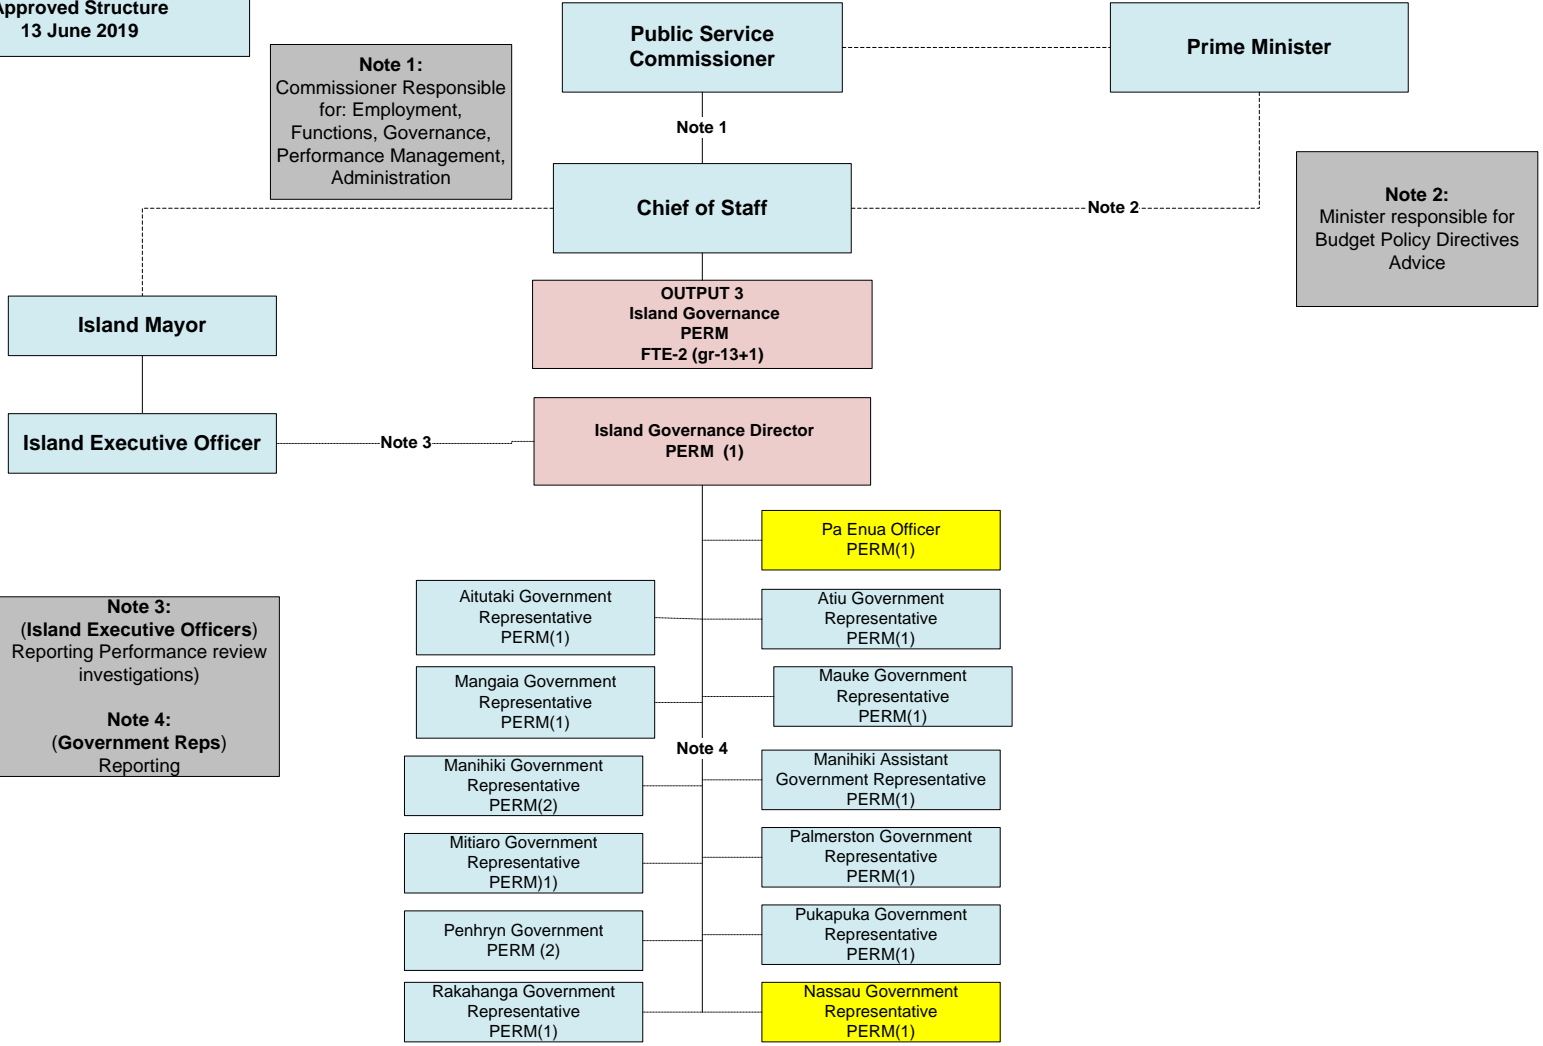 Approved Structure
13 June 2019
Public Service
Commissioner
Prime Minister
Note 1:
Commissioner Responsible
for: Employment,
Functions, Governance,
Performance Management,
Administration
Note 1
Note 2:
Minister responsible for
Budget Policy Directives
Advice
Chief of Staff
Note 2
OUTPUT 3
Island Governance
PERM
FTE-2 (gr-13+1)
Island Mayor
Island Executive Officer
Note 3
Island Governance Director
PERM (1)
Pa Enua Officer
PERM(1)
Aitutaki Government
Representative
PERM(1)
Atiu Government
Representative
PERM(1)
Note 3:
(Island Executive Officers)
Reporting Performance review
investigations)
Note 4:
(Government Reps)
Reporting
Mangaia Government
Representative
PERM(1)
Mauke Government
Representative
PERM(1)
Note 4
Manihiki Government
Representative
PERM(2)
Manihiki Assistant
Government Representative
PERM(1)
Mitiaro Government
Representative
PERM)1)
Palmerston Government
Representative
PERM(1)
Penhryn Government
PERM (2)
Pukapuka Government
Representative
PERM(1)
Rakahanga Government
Representative
PERM(1)
Nassau Government
Representative
PERM(1)